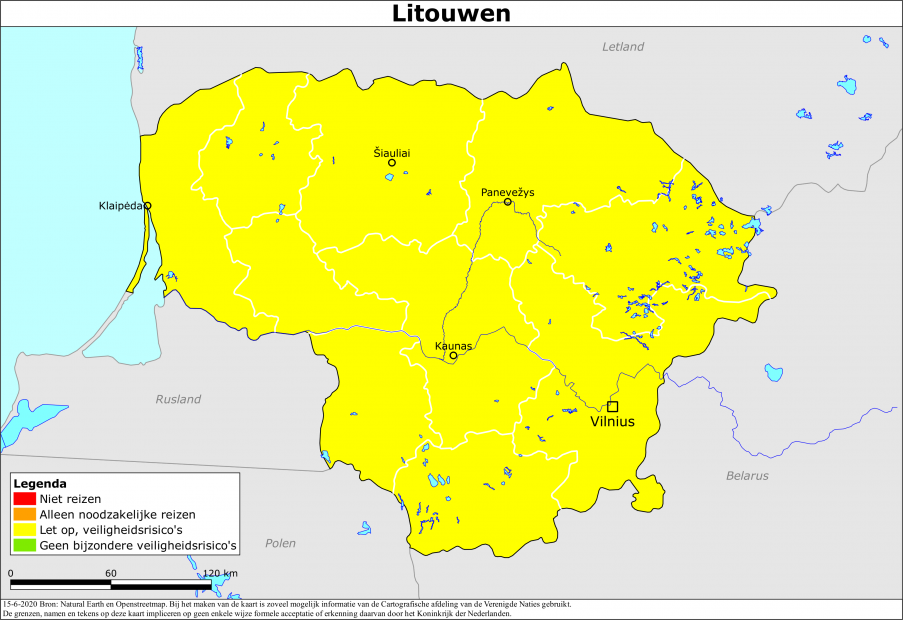 Litouwen
Letland
Šiauliai
Panevežys
Klaipėda
Kaunas
Rusland
Vilnius
Belarus
Polen
Legenda
Niet reizen
Alleen noodzakelijke reizen
Let op, veiligheidsrisico's
Geen bijzondere veiligheidsrisico's
0 60 120 km
15-6-2020 Bron: Natural Earth en Openstreetmap. Bij het maken van de kaart is zoveel mogelijk informatie van de Cartografische afdeling van de Verenigde Naties gebruikt.
De grenzen, namen en tekens op deze kaart impliceren op geen enkele wijze formele acceptatie of erkenning daarvan door het Koninkrijk der Nederlanden.